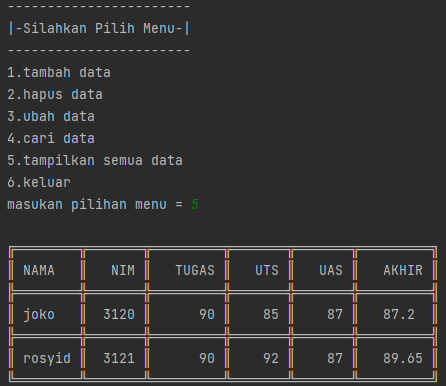 -----------------------
|-Silahkan Pilih Menu-|
-----------------------
1.tambah data
2.hapus data
3.ubah data
4.cari data
5.tampilkan semua data
6.keluar
masukan pilihan menu = 5
NAMA NIM TUGAS UTS UAS AKHIR
joko 3120 90 85 87 87.2
rosyid 3121 90 92 87 89.65